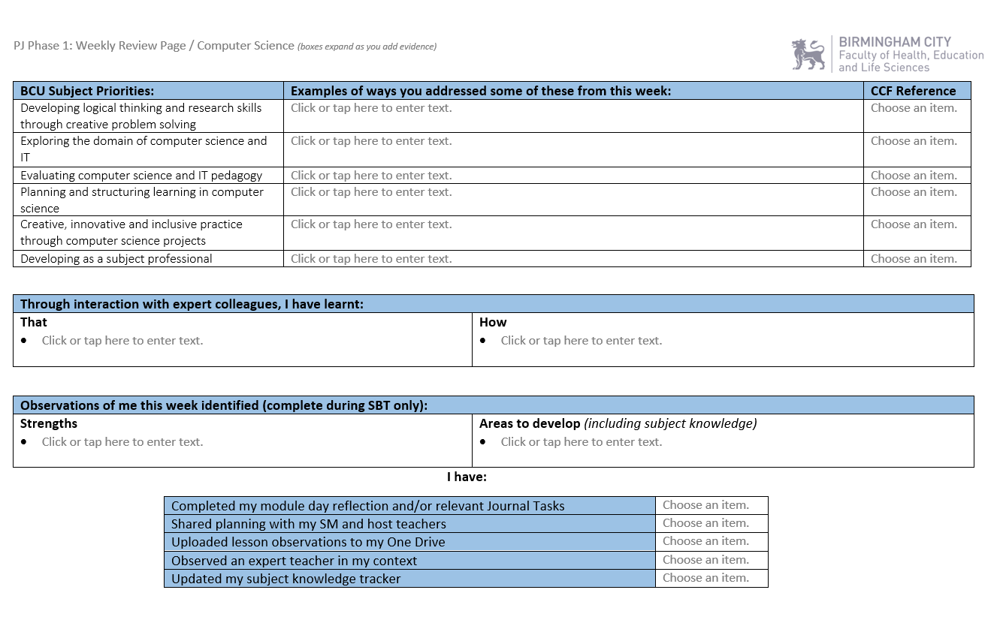 PJ Phase 1: Weekly Review Page / Computer Science (boxes expand as you add evidence)
BIRMINGHAM CITY
Faculty of Health, Education
and Life Sciences
BCU Subject Priorities: Examples of ways you addressed some of these from this week: CCF Reference
Developing logical thinking and research skills Click or tap here to enter text. Choose an item.
through creative problem solving
Exploring the domain of computer science and Click or tap here to enter text. Choose an item.
IT
Evaluating computer science and IT pedagogy Click or tap here to enter text. Choose an item.
Planning and structuring learning in computer Click or tap here to enter text. Choose an item.
science
Creative, innovative and inclusive practice Click or tap here to enter text. Choose an item.
through computer science projects
Developing as a subject professional Click or tap here to enter text. Choose an item.
Through interaction with expert colleagues, I have learnt:
That How
• Click or tap here to enter text. • Click or tap here to enter text.
Observations of me this week identified (complete during SBT only):
Strengths Areas to develop (including subject knowledge)
• Click or tap here to enter text. • Click or tap here to enter text.
I have:
Completed my module day reflection and/or relevant Journal Tasks Choose an item.
Shared planning with my SM and host teachers Choose an item.
Uploaded lesson observations to my One Drive Choose an item.
Observed an expert teacher in my context Choose an item.
Updated my subject knowledge tracker Choose an item.